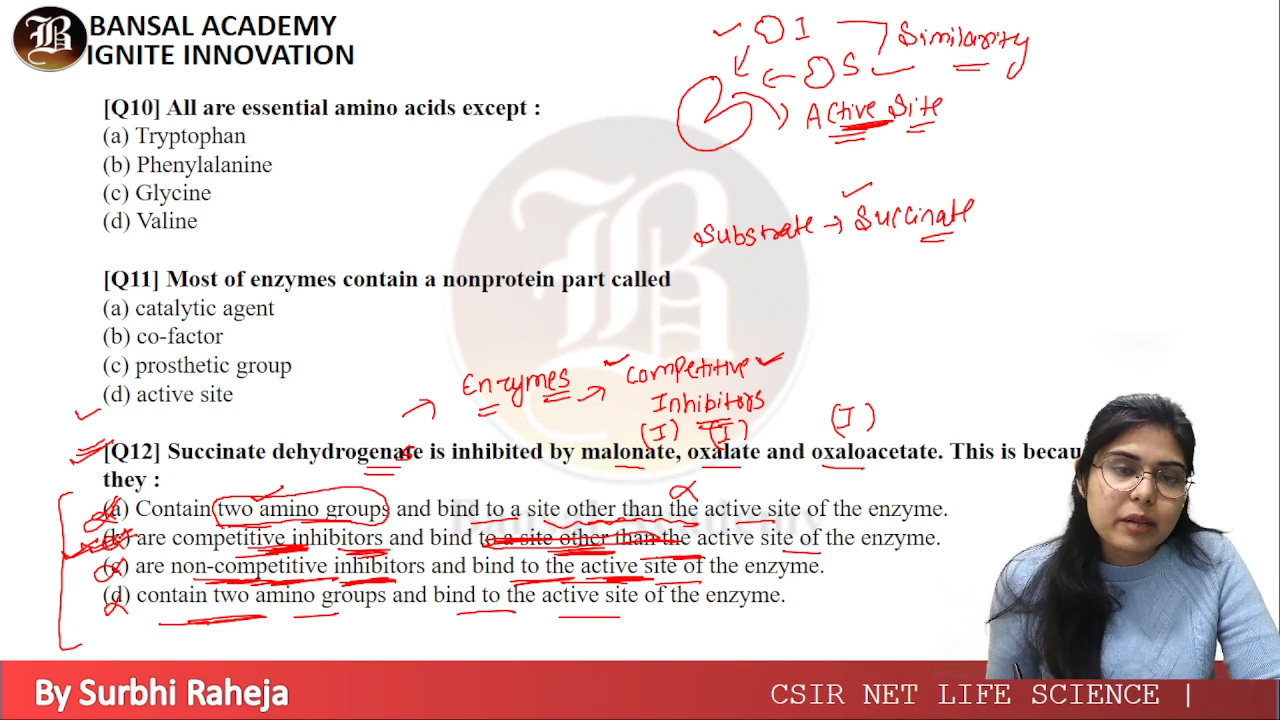 BANSAL ACADEMY
IGNITE INNOVATION
I
Similarity
S
Active Site
[Q10] All are essential amino acids except :
(a) Tryptophan
(b) Phenylalanine
(c) Glycine
(d) Valine
Substrate → Succinate
[Q11] Most of enzymes contain a nonprotein part called
(a) catalytic agent
(b) co-factor
(c) prosthetic group
(d) active site
Enzymes → Competitive
Inhibitors
(I) (I) (I)
[Q12] Succinate dehydrogenate is inhibited by malonate, oxalate and oxaloacetate. This is becau
they :
(a) Contain two amino groups and bind to a site other than the active site of the enzyme.
(b) are competitive inhibitors and bind to a site other than the active site of the enzyme.
(c) are non-competitive inhibitors and bind to the active site of the enzyme.
(d) contain two amino groups and bind to the active site of the enzyme.
By Surbhi Raheja
CSIR NET LIFE SCIENCE |